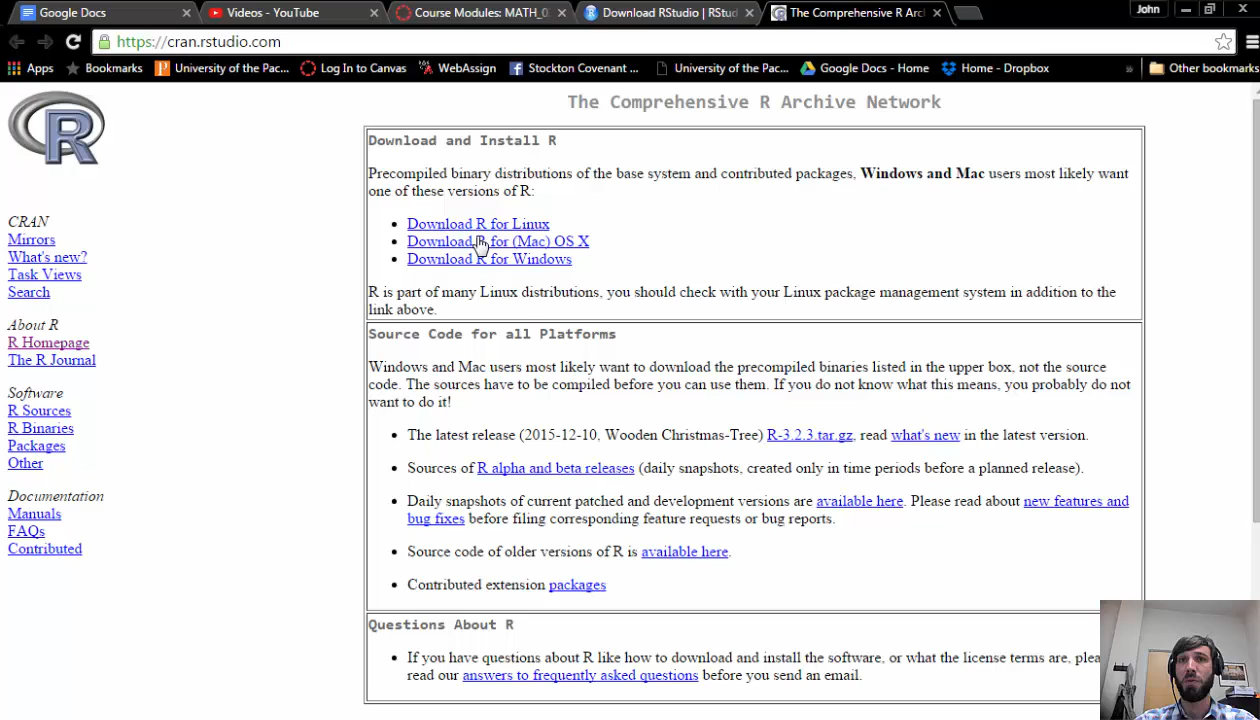 Google Docs
Videos - YouTube
Course Modules: MATH_0
Download RStudio | RStud
The Comprehensive R Arc
John
https://cran.rstudio.com
Apps
Bookmarks
University of the Pac...
Log In to Canvas
WebAssign
Stockton Covenant ...
University of the Pac...
Google Docs - Home
Home - Dropbox
»
Other bookmarks
R
The Comprehensive R Archive Network
CRAN
Mirrors
What's new?
Task Views
Search
About R
R Homepage
The R Journal
Software
R Sources
R Binaries
Packages
Other
Documentation
Manuals
FAQs
Contributed
Download and Install R
Precompiled binary distributions of the base system and contributed packages, Windows and Mac users most likely want
one of these versions of R:
• Download R for Linux
• Download R for (Mac) OS X
• Download R for Windows
R is part of many Linux distributions, you should check with your Linux package management system in addition to the
link above.
Source Code for all Platforms
Windows and Mac users most likely want to download the precompiled binaries listed in the upper box, not the source
code. The sources have to be compiled before you can use them. If you do not know what this means, you probably do not
want to do it!
• The latest release (2015-12-10, Wooden Christmas-Tree) R-3.2.3.tar.gz, read what's new in the latest version.
• Sources of R alpha and beta releases (daily snapshots, created only in time periods before a planned release).
• Daily snapshots of current patched and development versions are available here. Please read about new features and
bug fixes before filing corresponding feature requests or bug reports.
• Source code of older versions of R is available here.
• Contributed extension packages
Questions About R
• If you have questions about R like how to download and install the software, or what the license terms are, plea
read our answers to frequently asked questions before you send an email.